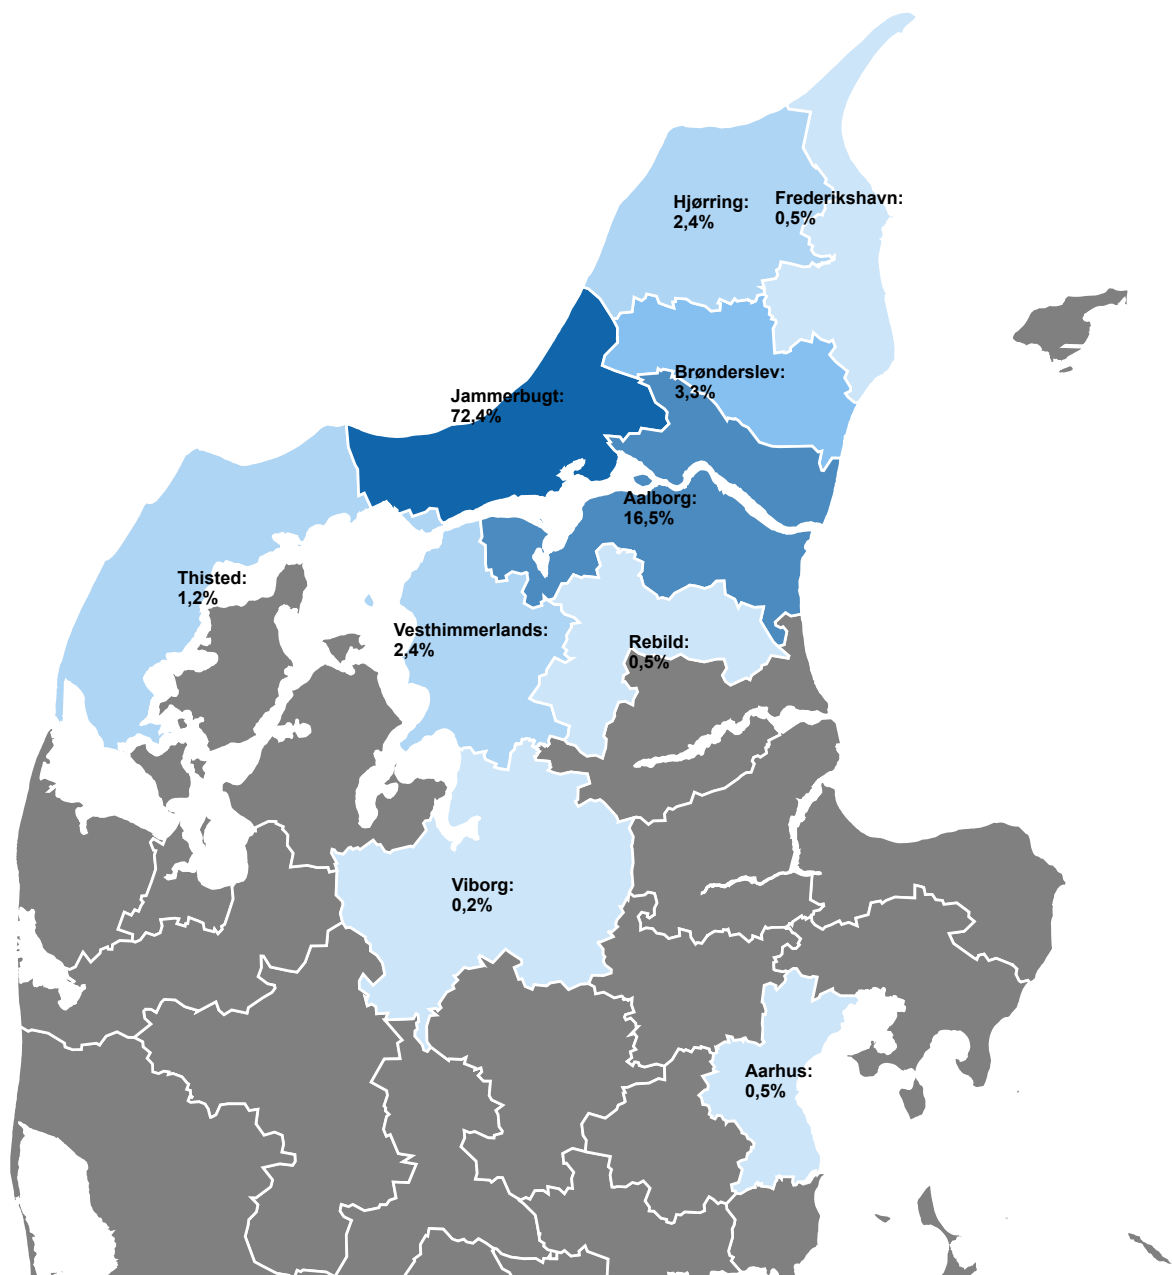 Hjørring:
2,4%
Frederikshavn:
0,5%
Brønderslev:
3,3%
Jammerbugt:
72,4%
Aalborg:
16,5%
Thisted:
1,2%
Vesthimmerlands:
2,4%
Rebild:
0,5%
Viborg:
0,2%
Aarhus:
0,5%